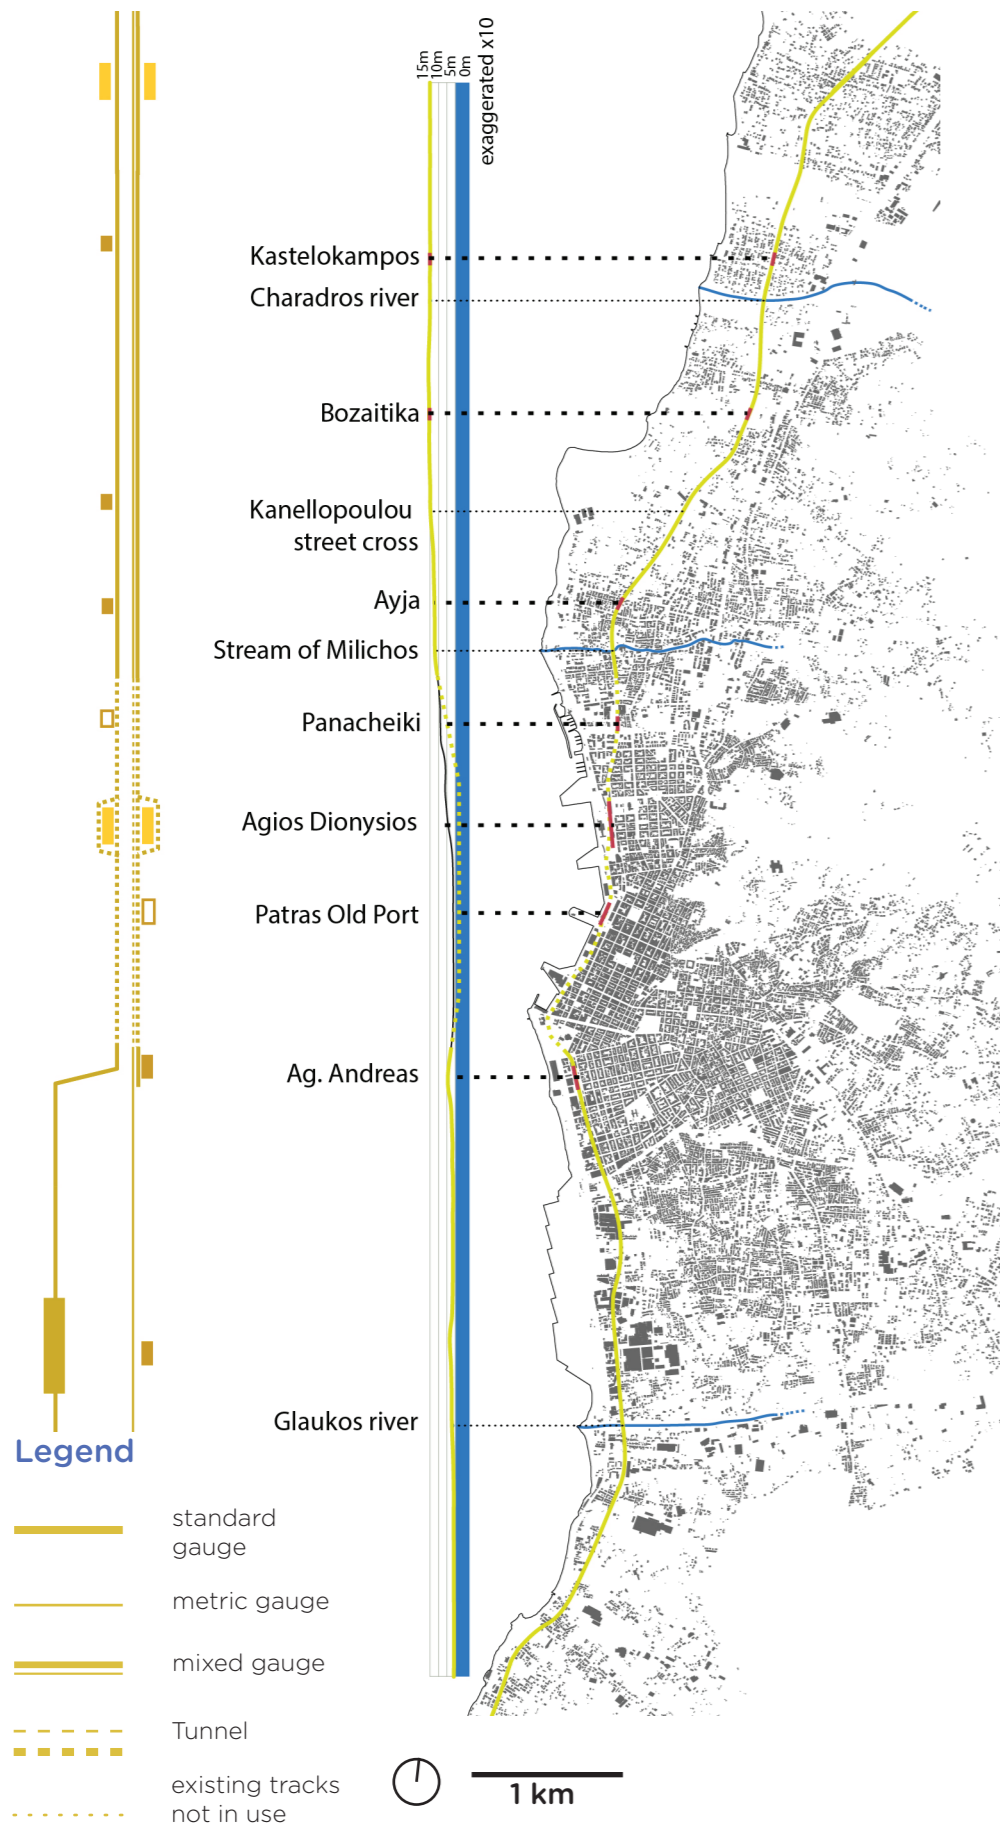 15m
10m
5m
0m
exaggerated x10
Kastelokampos
Charadros river
Bozaitika
Kanellopoulou
street cross
Ayja
Stream of Milichos
Panacheiki
Agios Dionysios
Patras Old Port
Ag. Andreas
Glaukos river
Legend
standard
gauge
metric gauge
mixed gauge
Tunnel
existing tracks
not in use
1 km